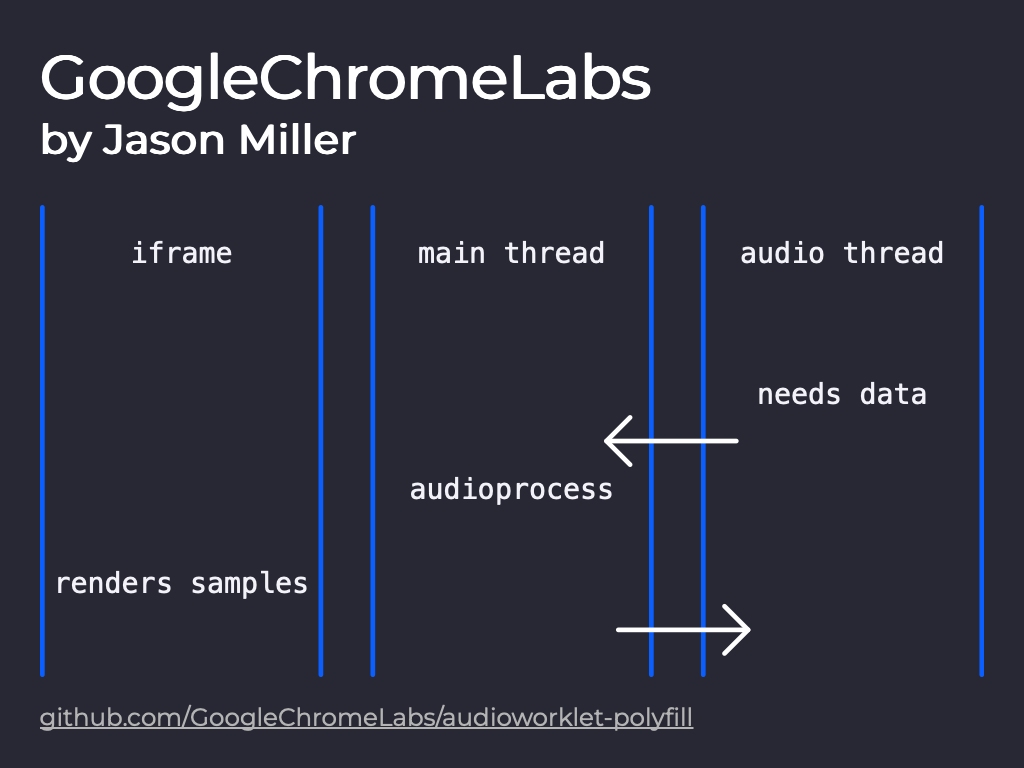 GoogleChromeLabs
by Jason Miller
iframe
main thread
audio thread
needs data
audioprocess
renders samples
github.com/GoogleChromeLabs/audioworklet-polyfill